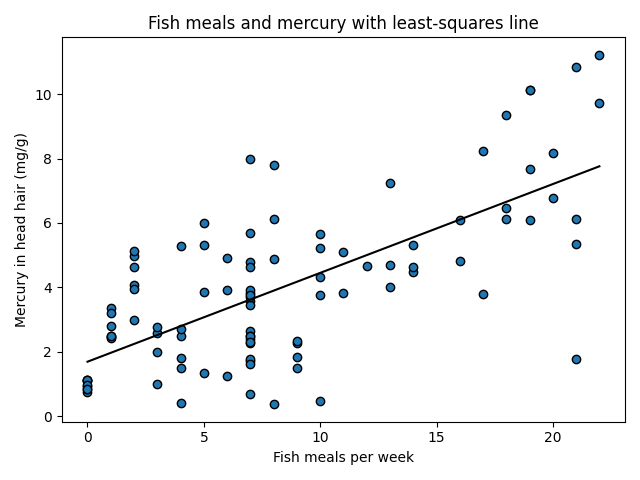 Fish meals and mercury with least-squares line
Mercury in head hair (mg/g)
10
8
6
4
2
0
0 5 10 15 20
Fish meals per week